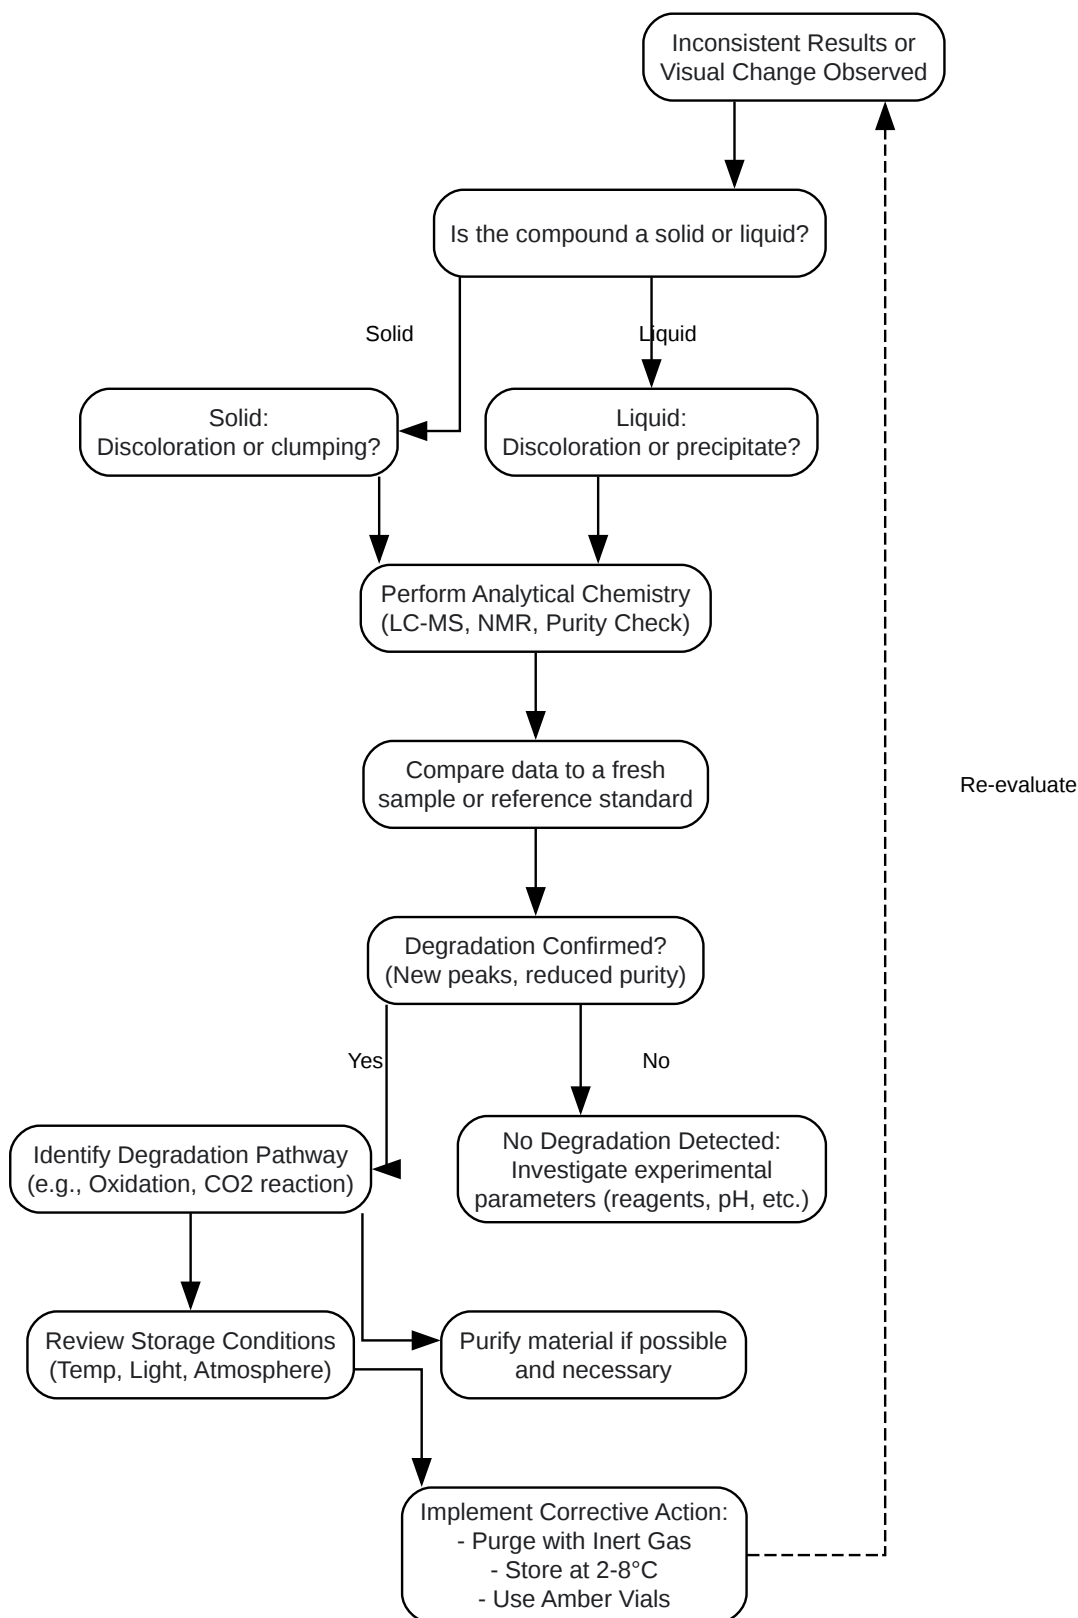 Inconsistent Results or
Visual Change Observed
Is the compound a solid or liquid?
Solid
Liquid
Solid:
Discoloration or clumping?
Liquid:
Discoloration or precipitate?
Perform Analytical Chemistry
(LC-MS, NMR, Purity Check)
Compare data to a fresh
sample or reference standard
Re-evaluate
Degradation Confirmed?
(New peaks, reduced purity)
Yes
No
Identify Degradation Pathway
(e.g., Oxidation, CO2 reaction)
No Degradation Detected:
Investigate experimental
parameters (reagents, pH, etc.)
Review Storage Conditions
(Temp, Light, Atmosphere)
Purify material if possible
and necessary
Implement Corrective Action:
- Purge with Inert Gas
- Store at 2-8°C
- Use Amber Vials